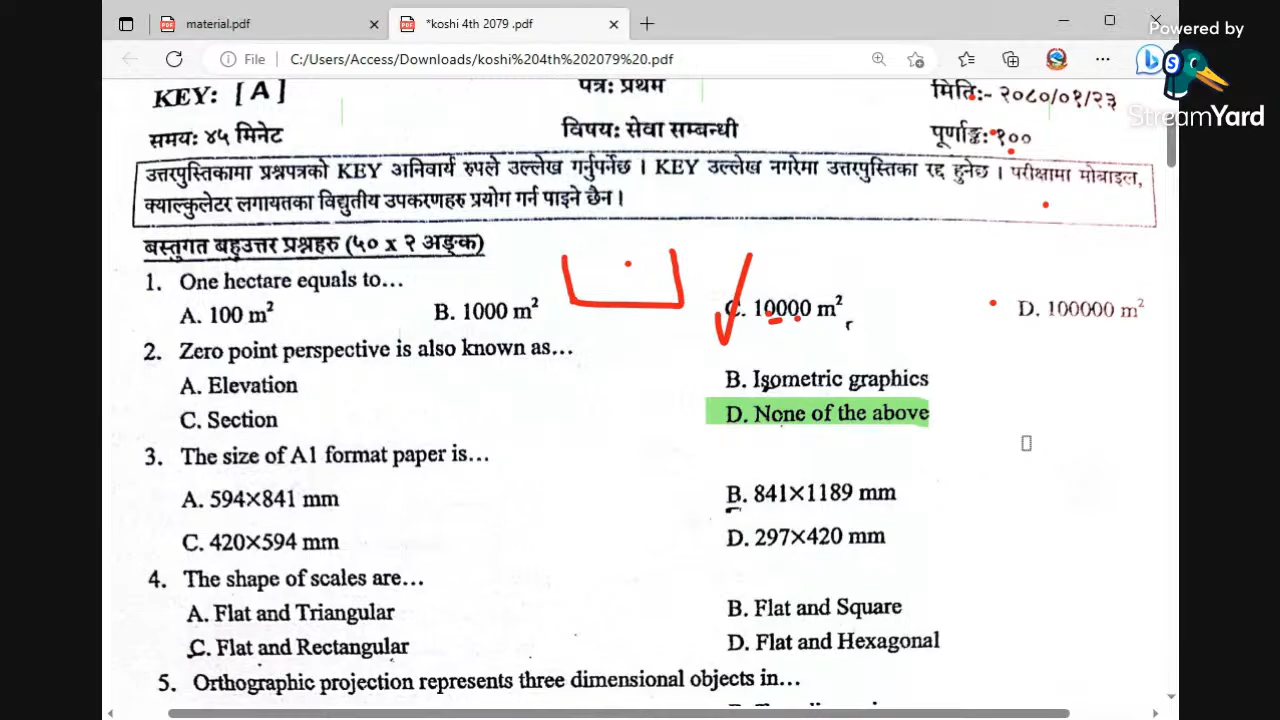 material.pdf
*koshi 4th 2079 .pdf
File
C:/Users/Access/Downloads/koshi%204th%202079%20.pdf
Powered by
StreamYard
KEY: [A]
पत्र: प्रथम
मिति:- २०८०/०१/२३
समय: ४५ मिनेट
विषय: सेवा सम्बन्धी
पूर्णाङ्क: १००
उत्तरपुस्तिकामा प्रश्नपत्रको KEY अनिवार्य रुपले उल्लेख गर्नुपर्नेछ । KEY उल्लेख नगरेमा उत्तरपुस्तिका रद्द हुनेछ । परीक्षामा मोबाइल,
क्याल्कुलेटर लगायतका विद्युतीय उपकरणहरु प्रयोग गर्न पाइने छैन ।
बस्तुगत बहुउत्तर प्रश्नहरु (५० x २ अङ्क)
1. One hectare equals to...
A. 100 m² B. 1000 m² C. 10000 m² D. 100000 m²
2. Zero point perspective is also known as...
A. Elevation B. Isometric graphics
C. Section D. None of the above
3. The size of A1 format paper is...
A. 594×841 mm B. 841×1189 mm
C. 420×594 mm D. 297×420 mm
4. The shape of scales are...
A. Flat and Triangular B. Flat and Square
C. Flat and Rectangular D. Flat and Hexagonal
5. Orthographic projection represents three dimensional objects in...